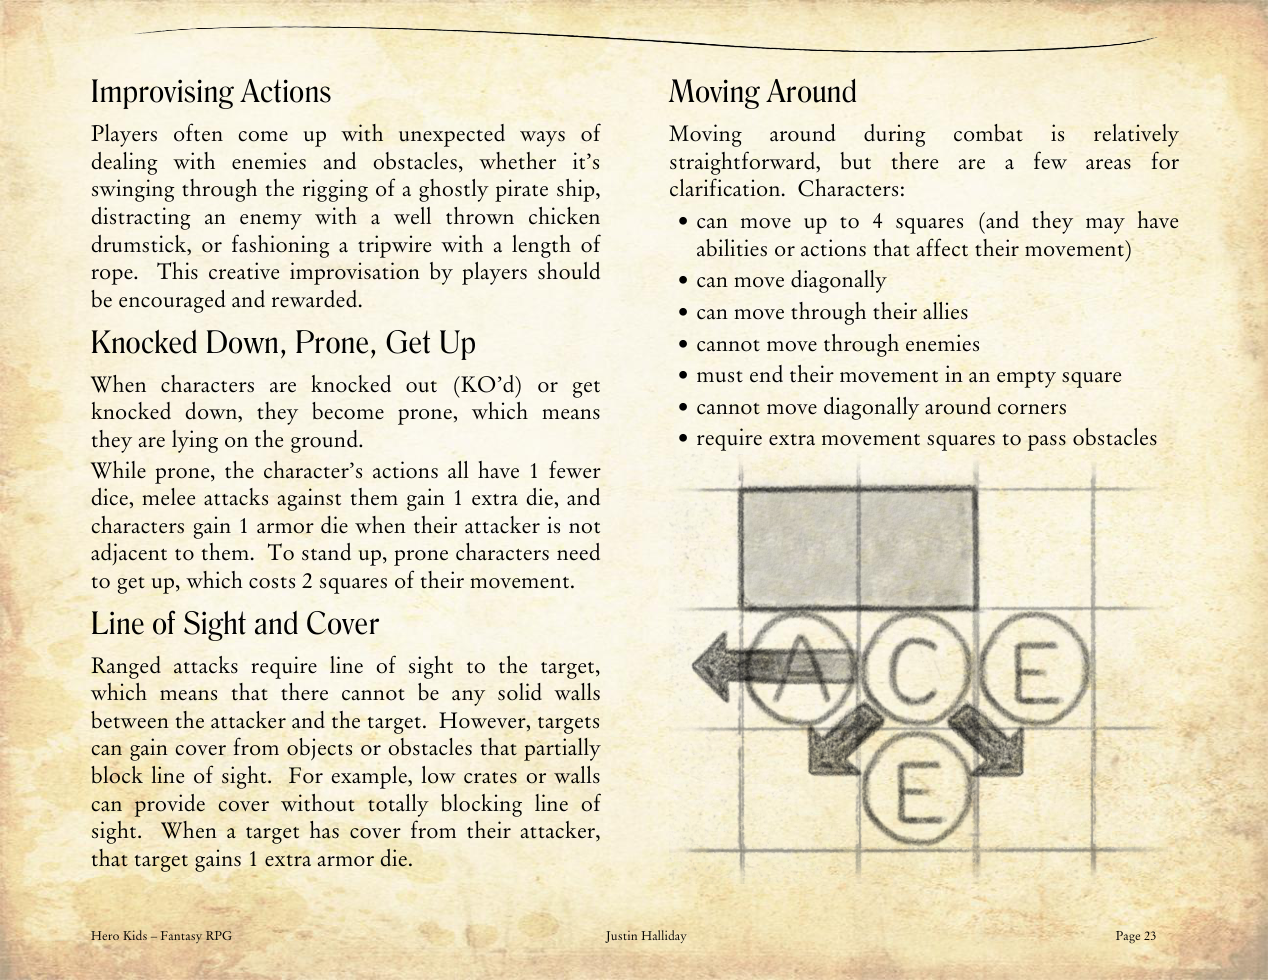 Improvising Actions
Players often come up with unexpected ways of
dealing with enemies and obstacles, whether it’s
swinging through the rigging of a ghostly pirate ship,
distracting an enemy with a well thrown chicken
drumstick, or fashioning a tripwire with a length of
rope. This creative improvisation by players should
be encouraged and rewarded.
Knocked Down, Prone, Get Up
When characters are knocked out (KO’d) or get
knocked down, they become prone, which means
they are lying on the ground.
While prone, the character’s actions all have 1 fewer
dice, melee attacks against them gain 1 extra die, and
characters gain 1 armor die when their attacker is not
adjacent to them. To stand up, prone characters need
to get up, which costs 2 squares of their movement.
Line of Sight and Cover
Ranged attacks require line of sight to the target,
which means that there cannot be any solid walls
between the attacker and the target. However, targets
can gain cover from objects or obstacles that partially
block line of sight. For example, low crates or walls
can provide cover without totally blocking line of
sight. When a target has cover from their attacker,
that target gains 1 extra armor die.
Moving Around
Moving around during combat is relatively
straightforward, but there are a few areas for
clarification. Characters:
• can move up to 4 squares (and they may have
abilities or actions that affect their movement)
• can move diagonally
• can move through their allies
• cannot move through enemies
• must end their movement in an empty square
• cannot move diagonally around corners
• require extra movement squares to pass obstacles
A C E
E
Hero Kids – Fantasy RPG
Justin Halliday
Page 23